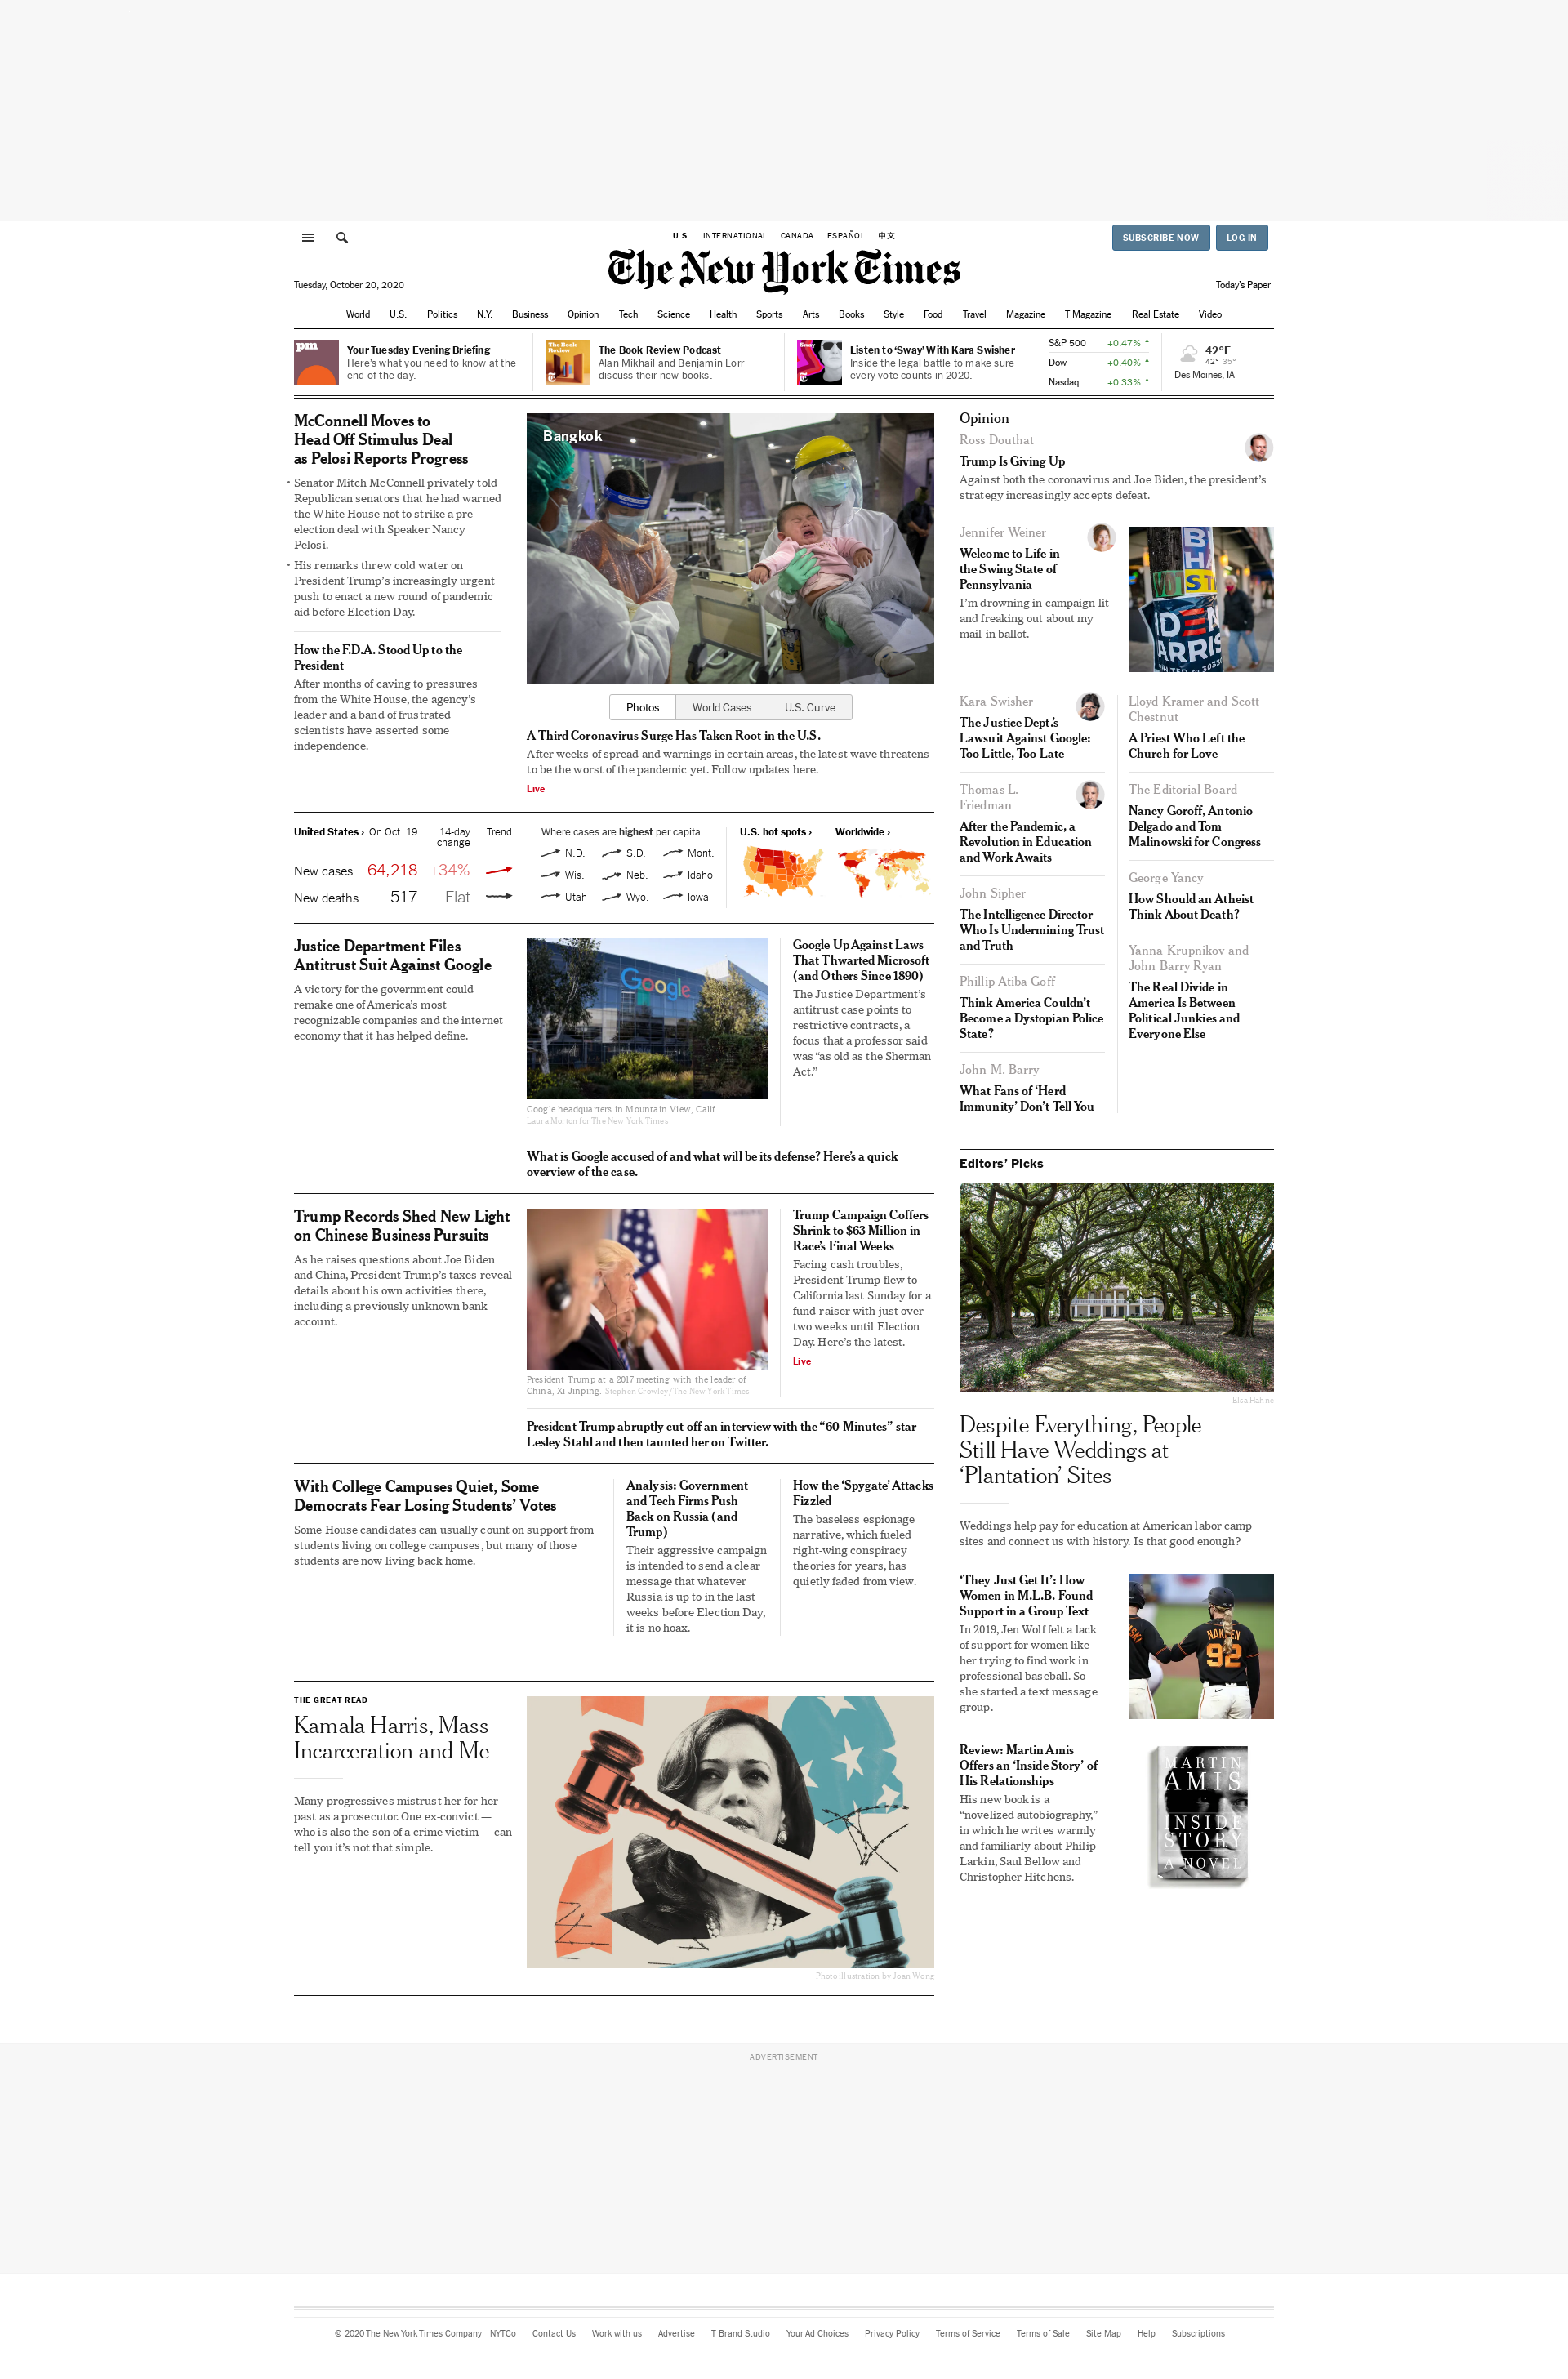 U.S. INTERNATIONAL CANADA ESPAÑOL 中文
SUBSCRIBE NOW LOG IN
The New York Times
Tuesday, October 20, 2020
Today's Paper
World U.S. Politics N.Y. Business Opinion Tech Science Health Sports Arts Books Style Food Travel Magazine T Magazine Real Estate Video
pm
Your Tuesday Evening Briefing
Here's what you need to know at the
end of the day.
The Book
Review
The Book Review Podcast
Alan Mikhail and Benjamin Lorr
discuss their new books.
Sway
Listen to ‘Sway’ With Kara Swisher
Inside the legal battle to make sure
every vote counts in 2020.
S&P 500 +0.47% ↑
Dow +0.40% ↑
Nasdaq +0.33% ↑
42°F
42° 35°
Des Moines, IA
McConnell Moves to
Head Off Stimulus Deal
as Pelosi Reports Progress
• Senator Mitch McConnell privately told
Republican senators that he had warned
the White House not to strike a pre-
election deal with Speaker Nancy
Pelosi.
• His remarks threw cold water on
President Trump’s increasingly urgent
push to enact a new round of pandemic
aid before Election Day.
How the F.D.A. Stood Up to the
President
After months of caving to pressures
from the White House, the agency’s
leader and a band of frustrated
scientists have asserted some
independence.
Bangkok
Photos World Cases U.S. Curve
A Third Coronavirus Surge Has Taken Root in the U.S.
After weeks of spread and warnings in certain areas, the latest wave threatens
to be the worst of the pandemic yet. Follow updates here.
Live
United States › On Oct. 19 14-day
change Trend
New cases 64,218 +34%
New deaths 517 Flat
Where cases are highest per capita
N.D. S.D. Mont.
Wis. Neb. Idaho
Utah Wyo. Iowa
U.S. hot spots › Worldwide ›
Justice Department Files
Antitrust Suit Against Google
A victory for the government could
remake one of America’s most
recognizable companies and the internet
economy that it has helped define.
Google
Google headquarters in Mountain View, Calif.
Laura Morton for The New York Times
Google Up Against Laws
That Thwarted Microsoft
(and Others Since 1890)
The Justice Department’s
antitrust case points to
restrictive contracts, a
focus that a professor said
was “as old as the Sherman
Act.”
What is Google accused of and what will be its defense? Here’s a quick
overview of the case.
Trump Records Shed New Light
on Chinese Business Pursuits
As he raises questions about Joe Biden
and China, President Trump’s taxes reveal
details about his own activities there,
including a previously unknown bank
account.
President Trump at a 2017 meeting with the leader of
China, Xi Jinping. Stephen Crowley/The New York Times
Trump Campaign Coffers
Shrink to $63 Million in
Race’s Final Weeks
Facing cash troubles,
President Trump flew to
California last Sunday for a
fund-raiser with just over
two weeks until Election
Day. Here’s the latest.
Live
President Trump abruptly cut off an interview with the “60 Minutes” star
Lesley Stahl and then taunted her on Twitter.
With College Campuses Quiet, Some
Democrats Fear Losing Students’ Votes
Some House candidates can usually count on support from
students living on college campuses, but many of those
students are now living back home.
Analysis: Government
and Tech Firms Push
Back on Russia (and
Trump)
Their aggressive campaign
is intended to send a clear
message that whatever
Russia is up to in the last
weeks before Election Day,
it is no hoax.
How the ‘Spygate’ Attacks
Fizzled
The baseless espionage
narrative, which fueled
right-wing conspiracy
theories for years, has
quietly faded from view.
THE GREAT READ
Kamala Harris, Mass
Incarceration and Me
Many progressives mistrust her for her
past as a prosecutor. One ex-convict —
who is also the son of a crime victim — can
tell you it’s not that simple.
Photo illustration by Joan Wong
Opinion
Ross Douthat
Trump Is Giving Up
Against both the coronavirus and Joe Biden, the president’s
strategy increasingly accepts defeat.
Jennifer Weiner
Welcome to Life in
the Swing State of
Pennsylvania
I’m drowning in campaign lit
and freaking out about my
mail-in ballot.
Kara Swisher
The Justice Dept.’s
Lawsuit Against Google:
Too Little, Too Late
Thomas L.
Friedman
After the Pandemic, a
Revolution in Education
and Work Awaits
John Sipher
The Intelligence Director
Who Is Undermining Trust
and Truth
Phillip Atiba Goff
Think America Couldn’t
Become a Dystopian Police
State?
John M. Barry
What Fans of ‘Herd
Immunity’ Don’t Tell You
Lloyd Kramer and Scott
Chestnut
A Priest Who Left the
Church for Love
The Editorial Board
Nancy Goroff, Antonio
Delgado and Tom
Malinowski for Congress
George Yancy
How Should an Atheist
Think About Death?
Yanna Krupnikov and
John Barry Ryan
The Real Divide in
America Is Between
Political Junkies and
Everyone Else
Editors’ Picks
Elsa Hahne
Despite Everything, People
Still Have Weddings at
‘Plantation’ Sites
Weddings help pay for education at American labor camp
sites and connect us with history. Is that good enough?
‘They Just Get It’: How
Women in M.L.B. Found
Support in a Group Text
In 2019, Jen Wolf felt a lack
of support for women like
her trying to find work in
professional baseball. So
she started a text message
group.
NAKKEN
92
Review: Martin Amis
Offers an ‘Inside Story’ of
His Relationships
His new book is a
“novelized autobiography,”
in which he writes warmly
and familiarly about Philip
Larkin, Saul Bellow and
Christopher Hitchens.
MARTIN
AMIS
INSIDE
STORY
A NOVEL
ADVERTISEMENT
© 2020 The New York Times Company NYTCo Contact Us Work with us Advertise T Brand Studio Your Ad Choices Privacy Policy Terms of Service Terms of Sale Site Map Help Subscriptions